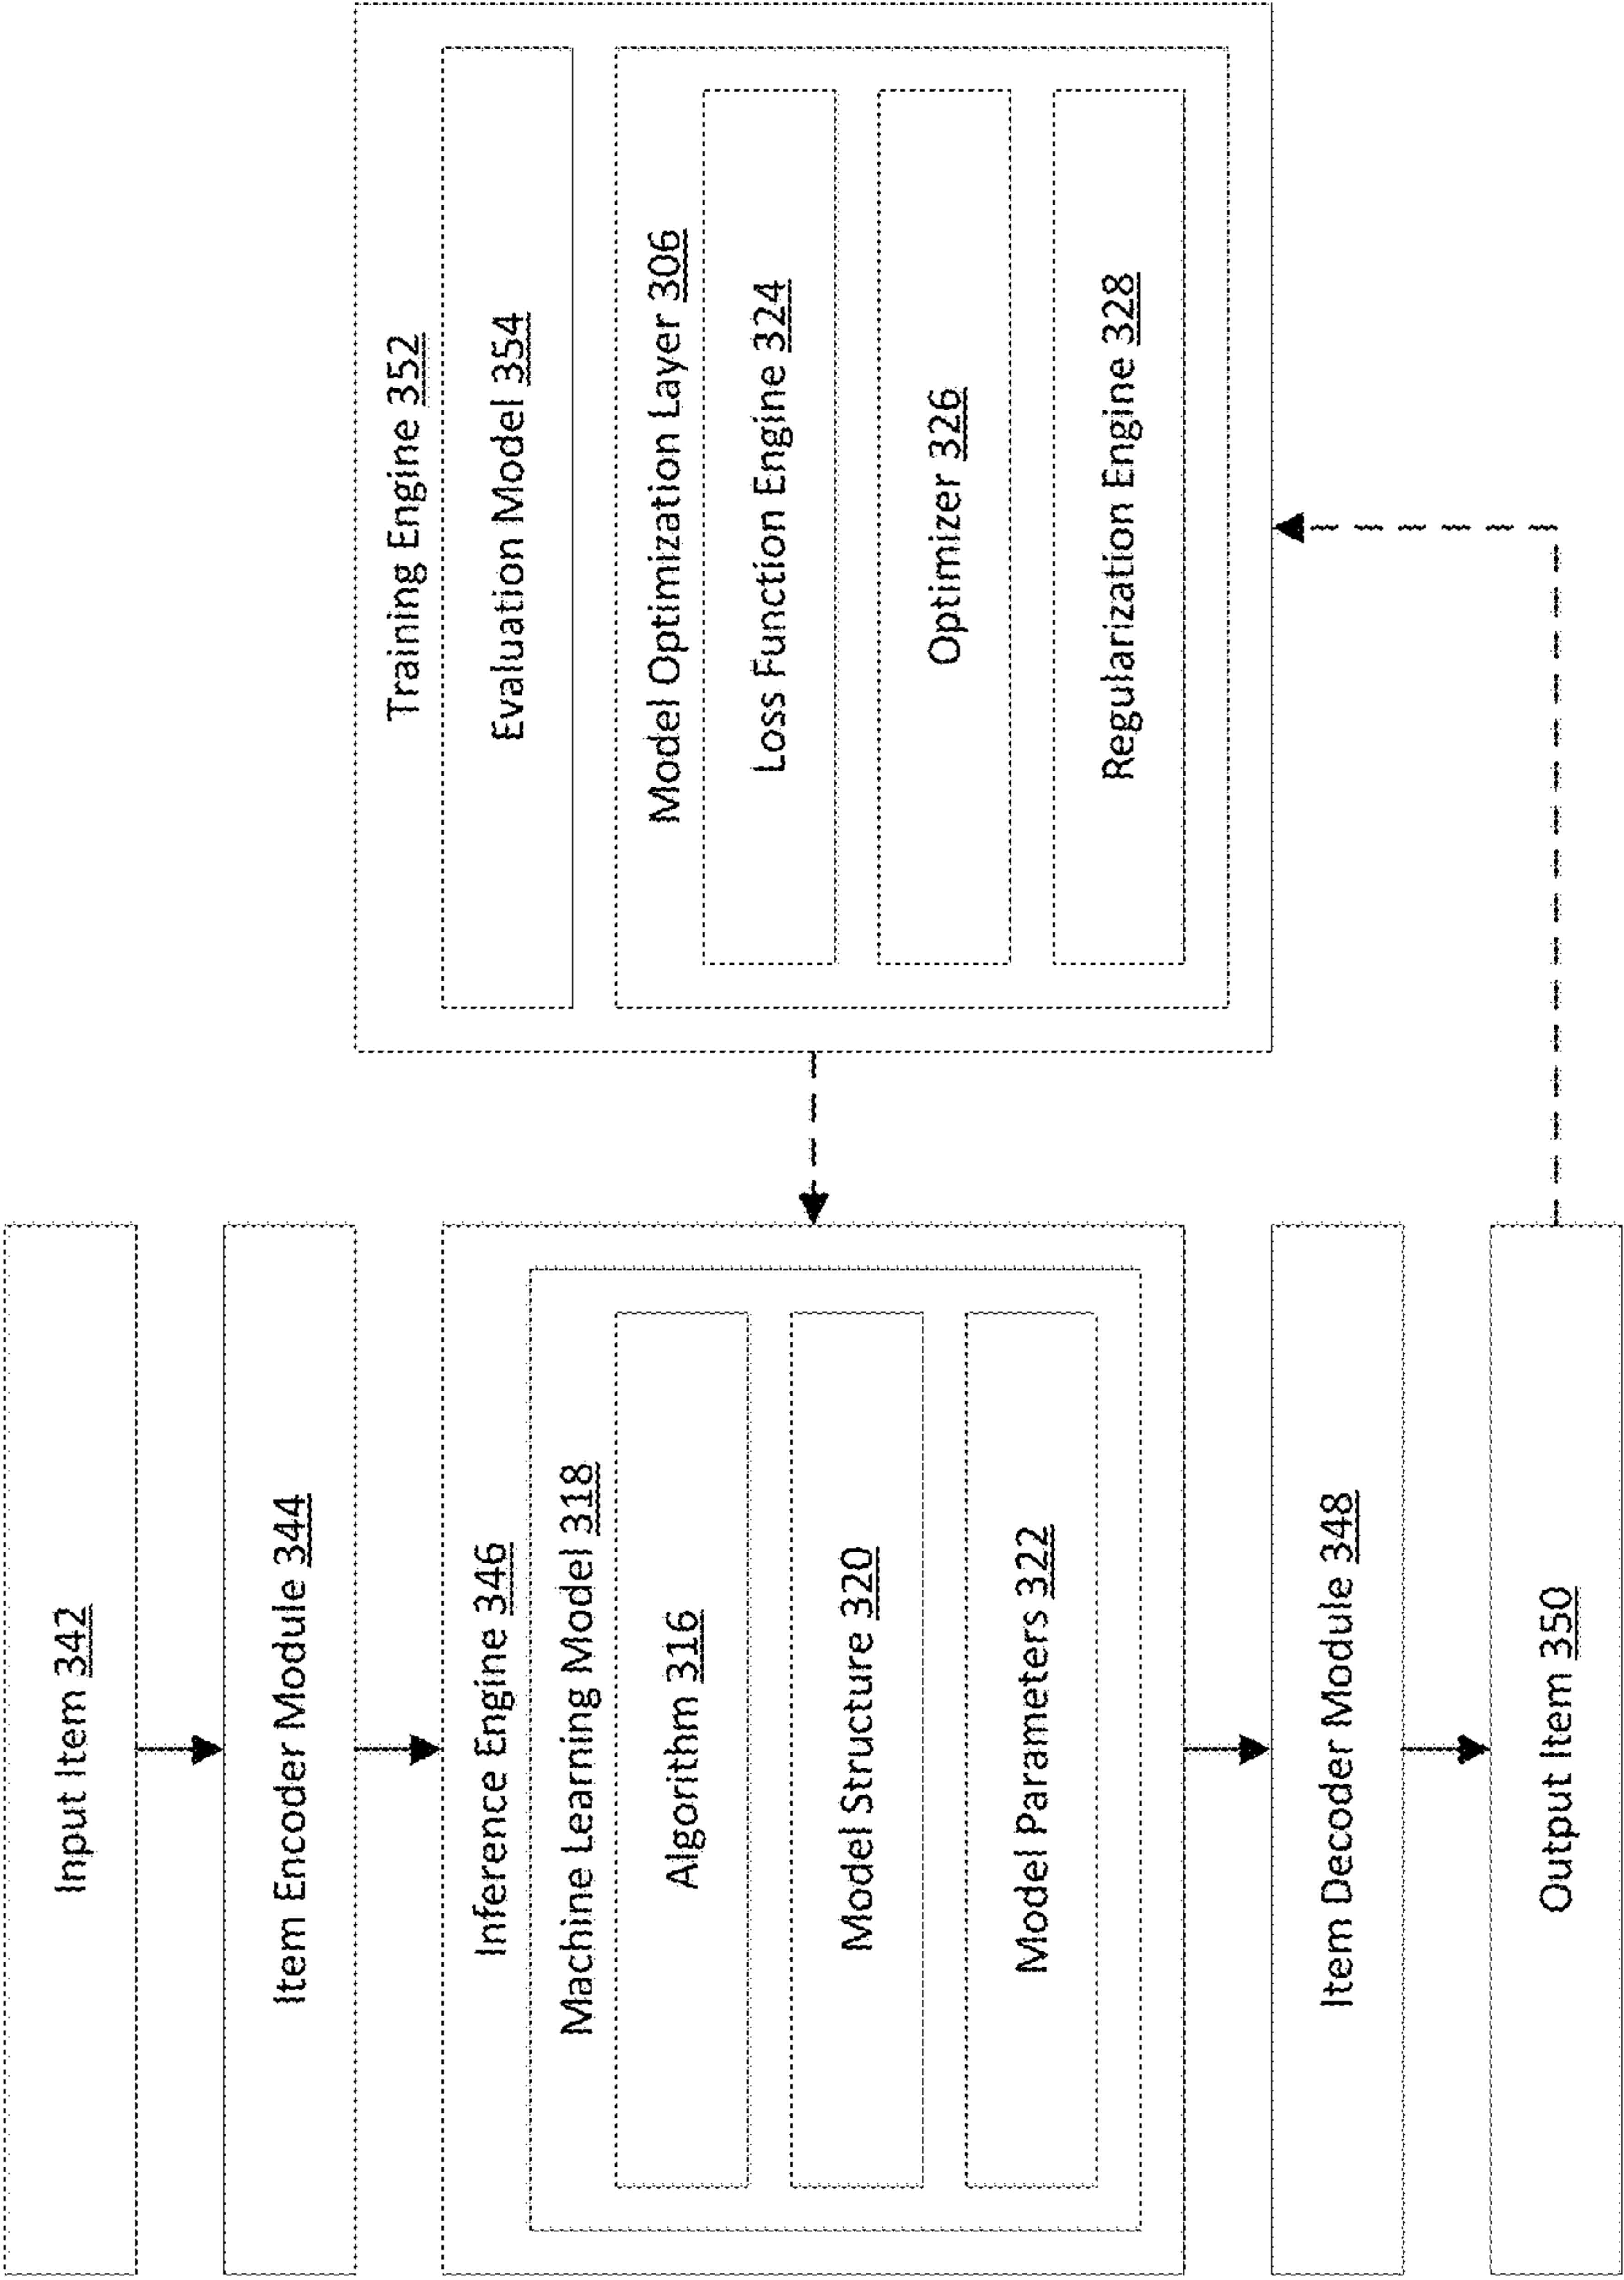 Input Item 342
Item Encoder Module 344
Inference Engine 346
Machine Learning Model 318
Algorithm 316
Model Structure 320
Model Parameters 322
Item Decoder Module 348
Output Item 350
Training Engine 352
Evaluation Model 354
Model Optimization Layer 306
Loss Function Engine 324
Optimizer 326
Regularization Engine 328